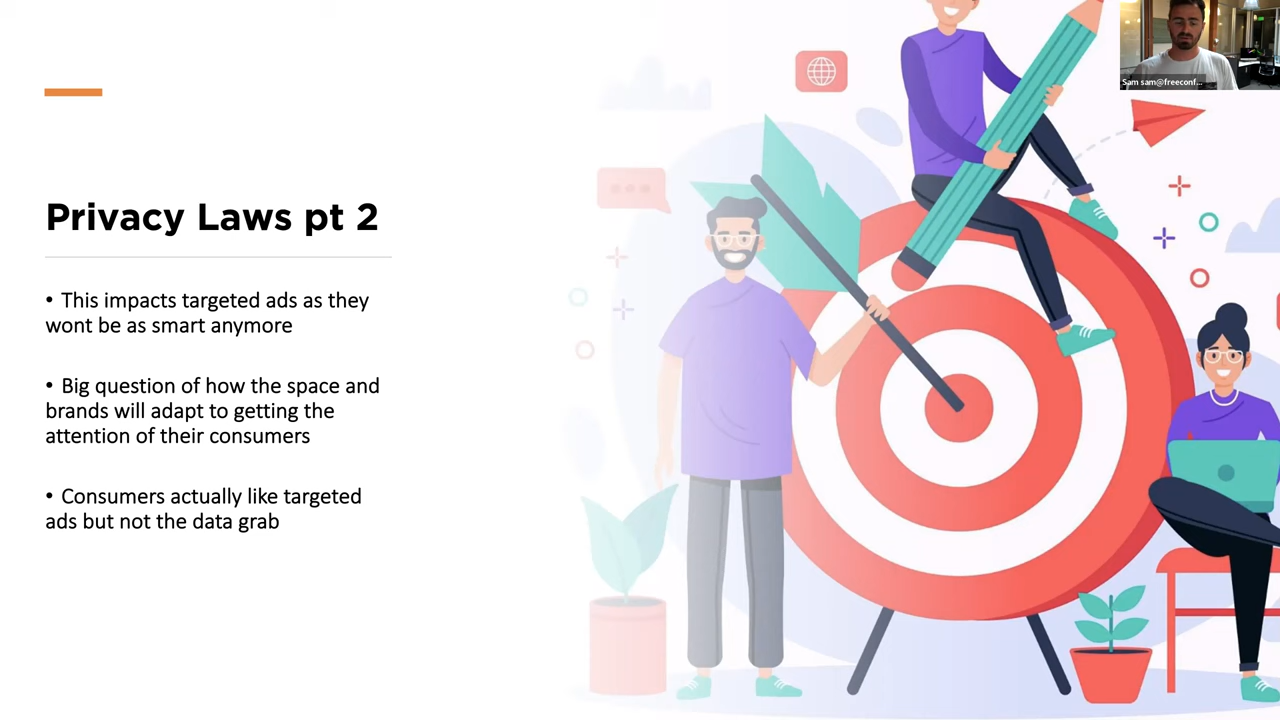 Sam sam@freeconf...
Privacy Laws pt 2
• This impacts targeted ads as they
wont be as smart anymore
• Big question of how the space and
brands will adapt to getting the
attention of their consumers
• Consumers actually like targeted
ads but not the data grab